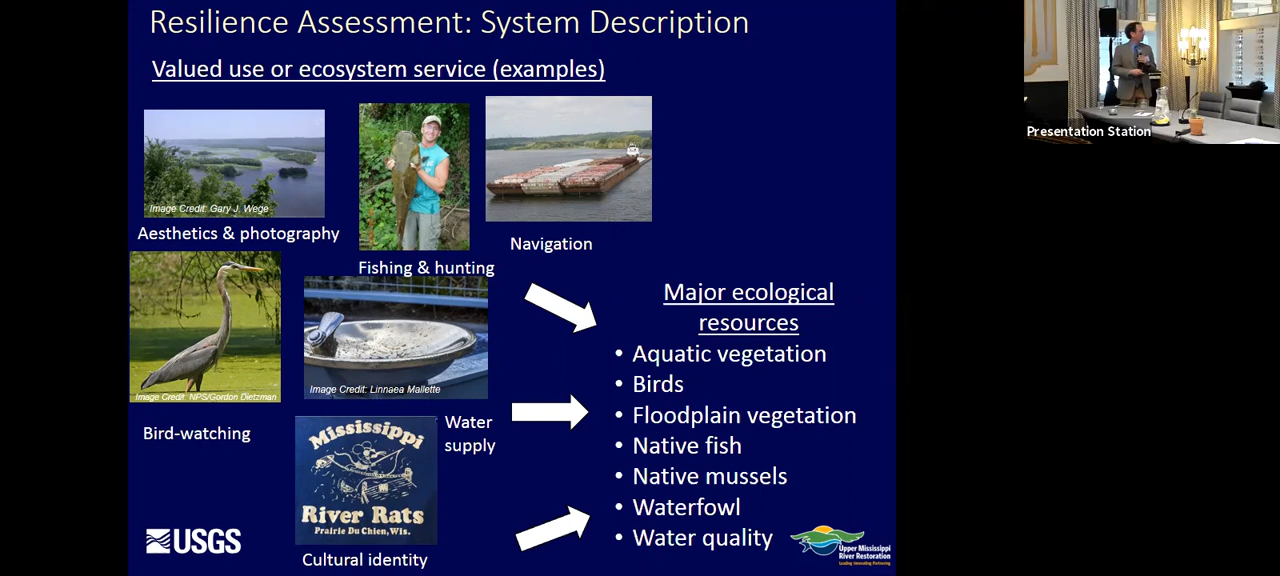 Resilience Assessment: System Description
Valued use or ecosystem service (examples)
Image Credit: Gary J. Wege
Aesthetics & photography
Fishing & hunting
Navigation
Image Credit: NPS/Gordon Dietzman
Bird-watching
Image Credit: Linnaea Mallette
Water
supply
Mississippi
River Rats
Prairie Du Chien, Wis.
Cultural identity
Major ecological
resources
• Aquatic vegetation
• Birds
• Floodplain vegetation
• Native fish
• Native mussels
• Waterfowl
• Water quality
USGS
Upper Mississippi
River Restoration
Leading Innovating Partnering
Presentation Station